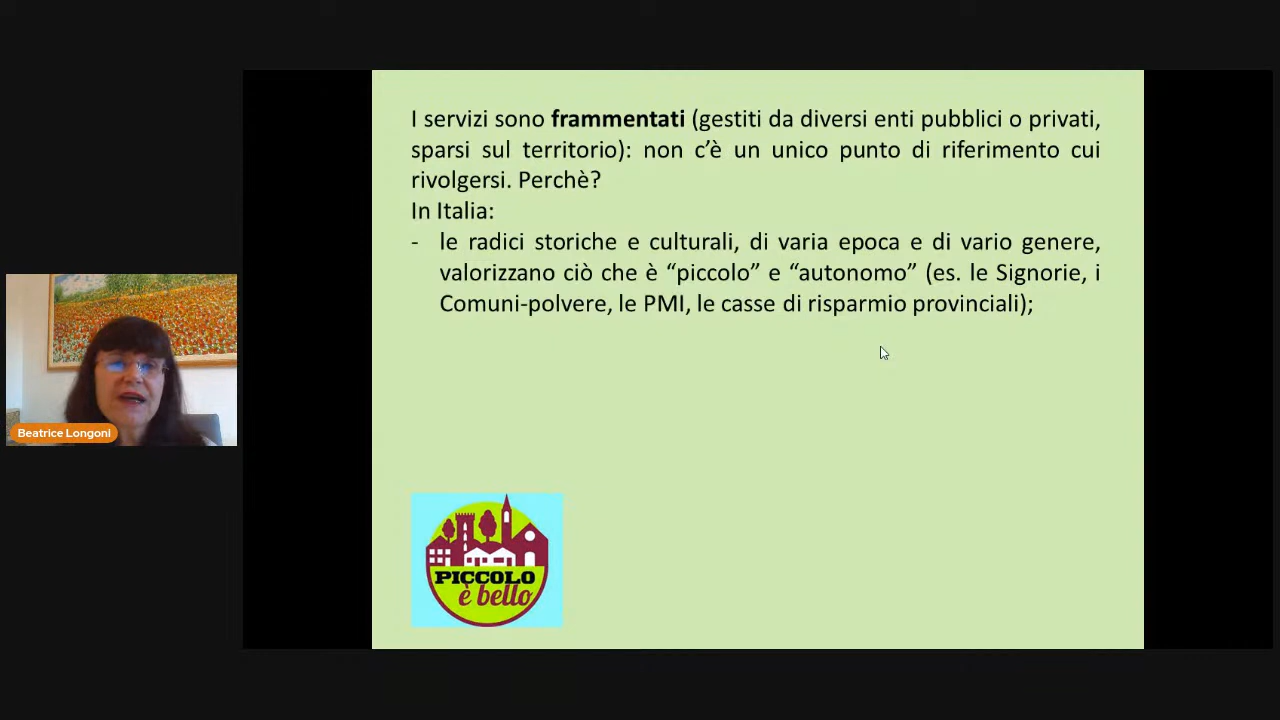 I servizi sono frammentati (gestiti da diversi enti pubblici o privati,
sparsi sul territorio): non c’è un unico punto di riferimento cui
rivolgersi. Perchè?
In Italia:
- le radici storiche e culturali, di varia epoca e di vario genere,
valorizzano ciò che è “piccolo” e “autonomo” (es. le Signorie, i
Comuni-polvere, le PMI, le casse di risparmio provinciali);
Beatrice Longoni
PICCOLO
è bello